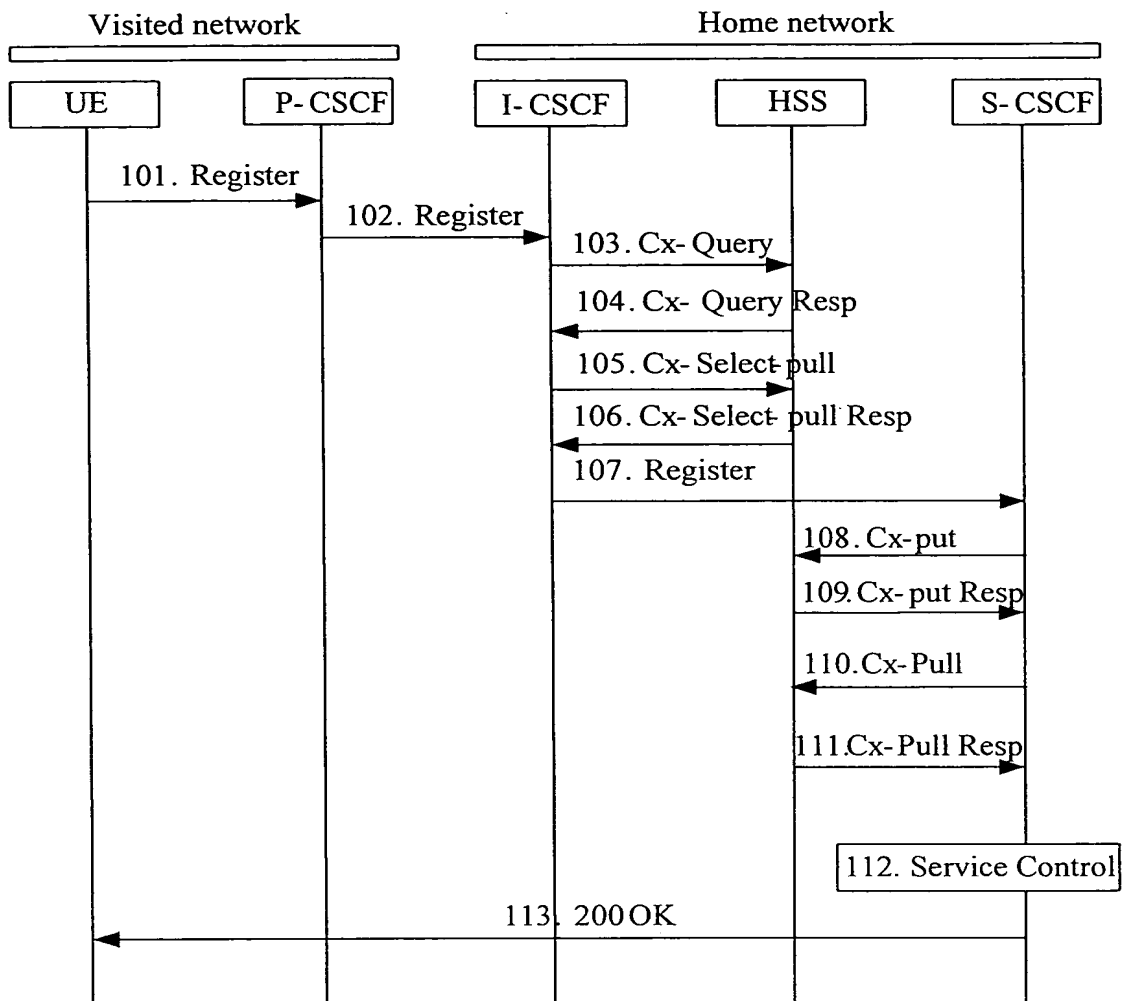 Visited network
Home network
UE
P-CSCF
I-CSCF
HSS
S-CSCF
101. Register
102. Register
103. Cx-Query
104. Cx- Query Resp
105. Cx-Select-pull
106. Cx-Select-pull Resp
107. Register
108. Cx-put
109.Cx-put Resp
110.Cx-Pull
111.Cx-Pull Resp
112. Service Control
113. 200 OK